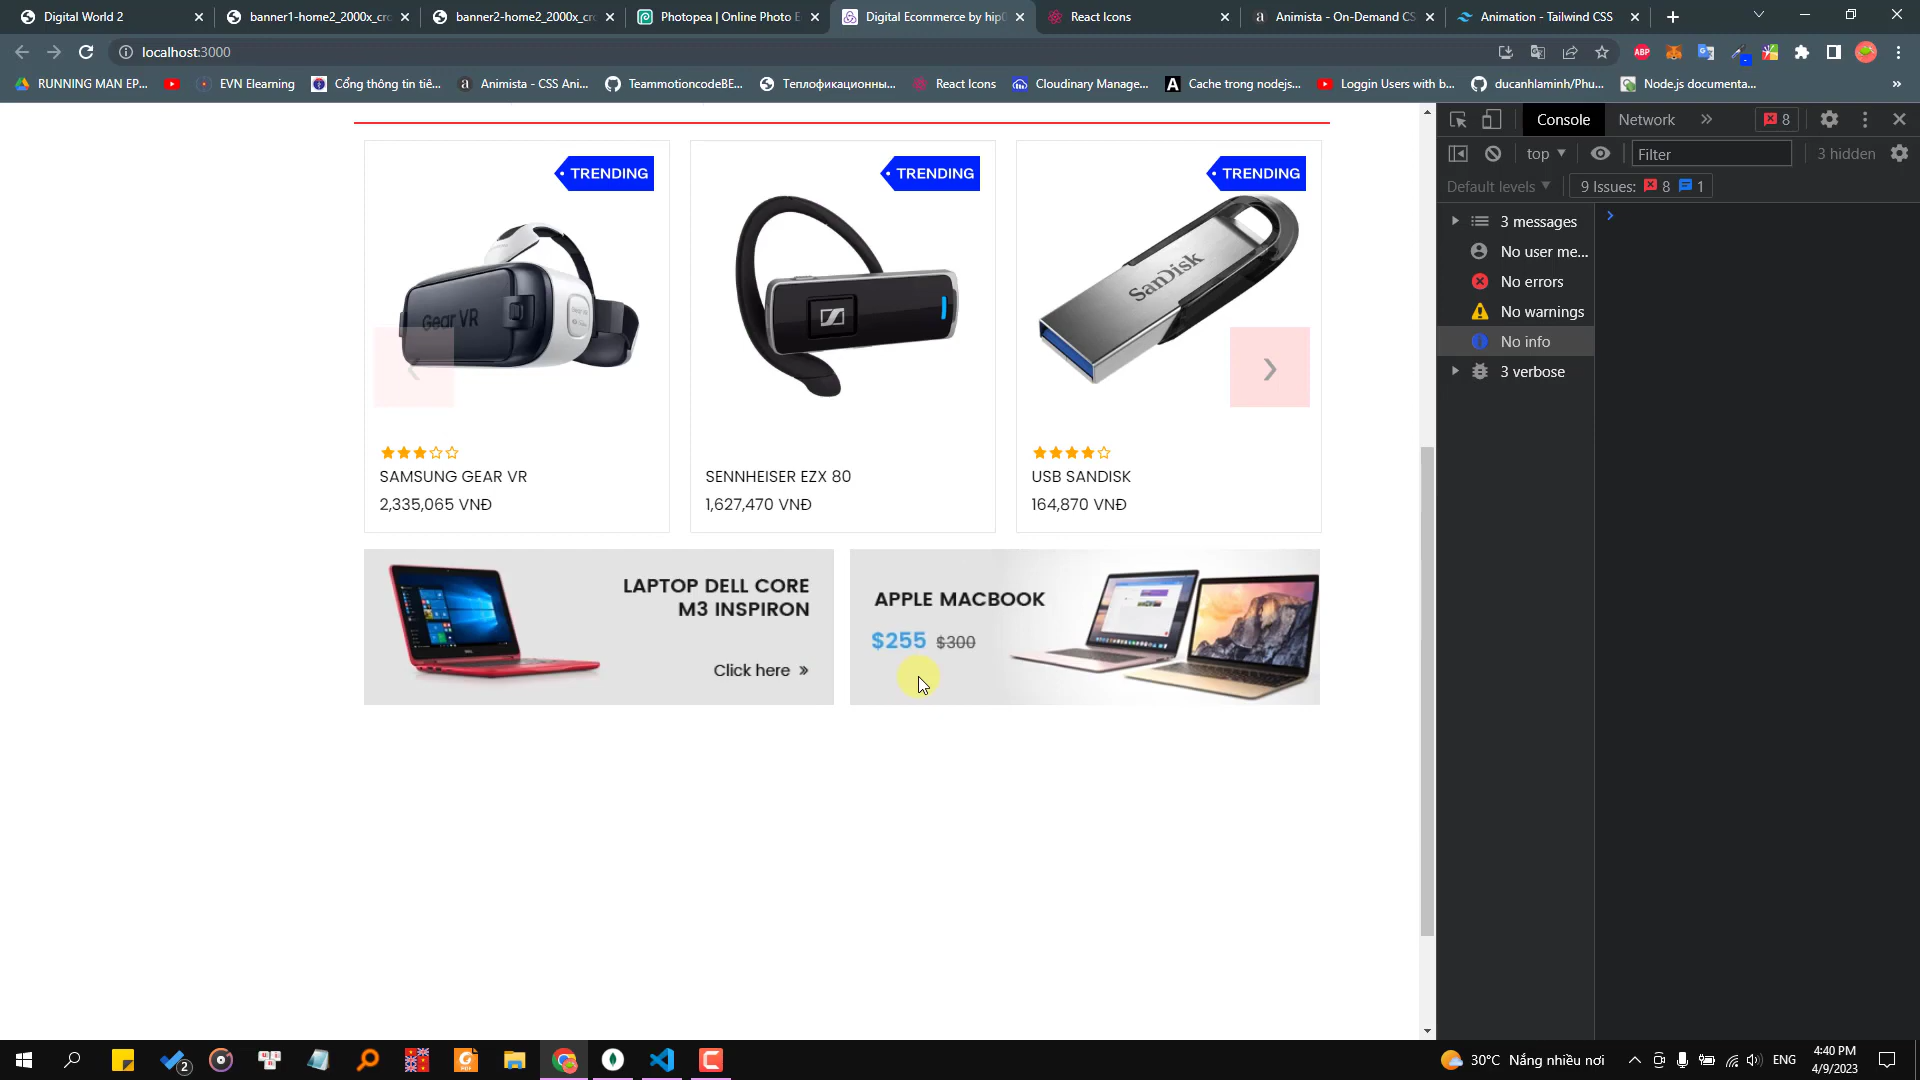 Digital World 2
banner1-home2_2000x_cr
banner2-home2_2000x_cr
Photopea | Online Photo E
Digital Ecommerce by hip
React Icons
Animista - On-Demand CS
Animation - Tailwind CSS
localhost:3000
ABP
RUNNING MAN EP...
EVN Elearning
Cổng thông tin tiê...
a
Animista - CSS Ani...
TeammotioncodeBE...
Теплофикационны...
React Icons
Cloudinary Manage...
A
Cache trong nodejs...
Loggin Users with b...
ducanhlaminh/Phu...
Node.js documenta...
»
Console
Network
»
8
top
Filter
3 hidden
Default levels
9 Issues: 8 1
3 messages
No user me...
No errors
No warnings
No info
3 verbose
TRENDING
TRENDING
TRENDING
Gear VR
SanDisk
SAMSUNG GEAR VR
2,335,065 VNĐ
SENNHEISER EZX 80
1,627,470 VNĐ
USB SANDISK
164,870 VNĐ
LAPTOP DELL CORE
M3 INSPIRON
Click here »
APPLE MACBOOK
$255 $300
2
30°C Nắng nhiều nơi
ENG
4:40 PM
4/9/2023